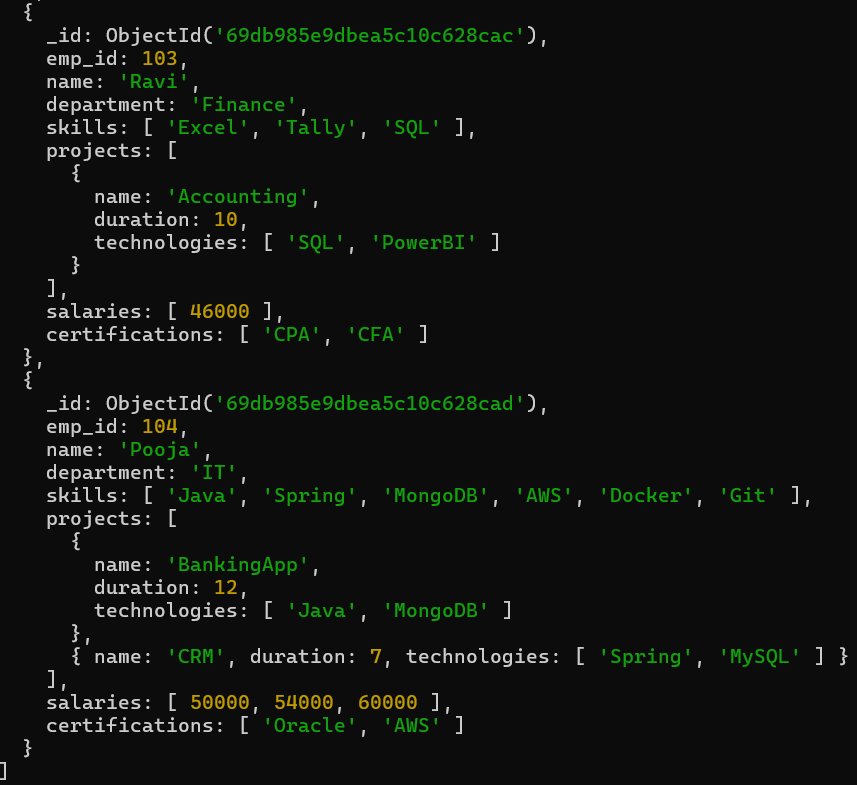 {
_id: ObjectId('69db985e9dbea5c10c628cac'),
emp_id: 103,
name: 'Ravi',
department: 'Finance',
skills: [ 'Excel', 'Tally', 'SQL' ],
projects: [
{
name: 'Accounting',
duration: 10,
technologies: [ 'SQL', 'PowerBI' ]
}
],
salaries: [ 46000 ],
certifications: [ 'CPA', 'CFA' ]
},
{
_id: ObjectId('69db985e9dbea5c10c628cad'),
emp_id: 104,
name: 'Pooja',
department: 'IT',
skills: [ 'Java', 'Spring', 'MongoDB', 'AWS', 'Docker', 'Git' ],
projects: [
{
name: 'BankingApp',
duration: 12,
technologies: [ 'Java', 'MongoDB' ]
},
{ name: 'CRM', duration: 7, technologies: [ 'Spring', 'MySQL' ] }
],
salaries: [ 50000, 54000, 60000 ],
certifications: [ 'Oracle', 'AWS' ]
}
]